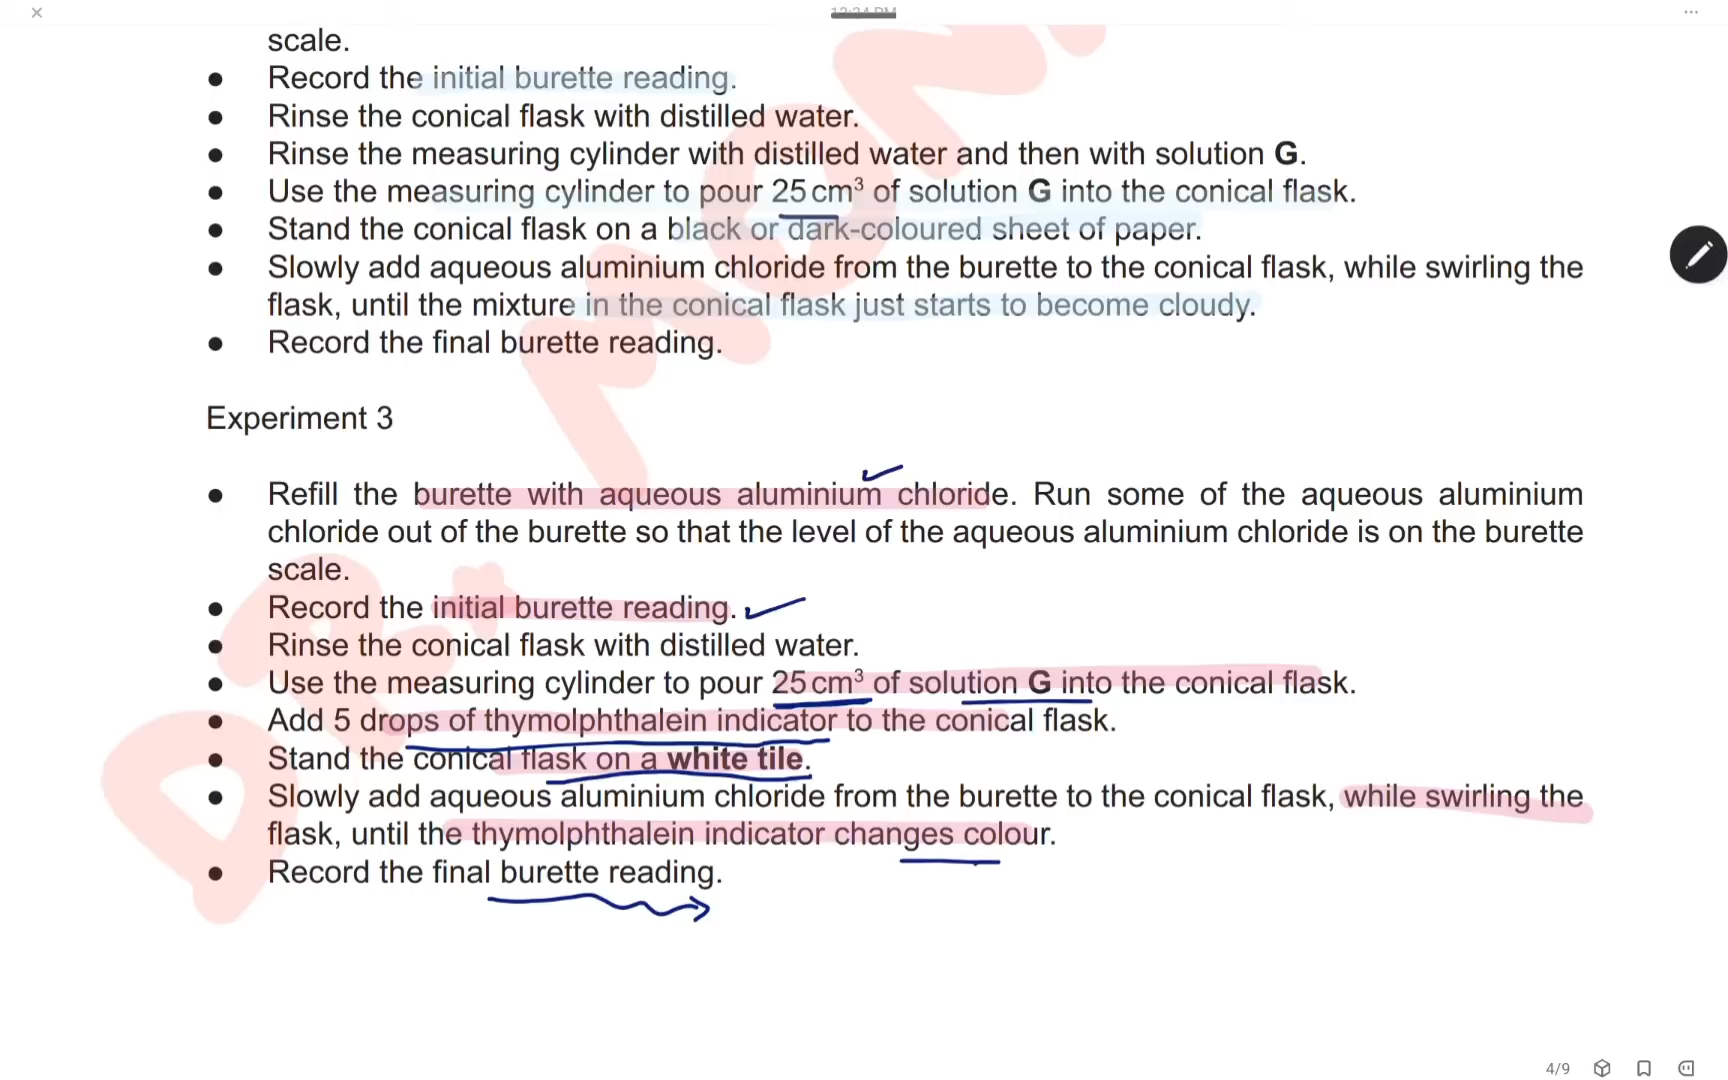 12:24 PM
scale.
● Record the initial burette reading.
● Rinse the conical flask with distilled water.
● Rinse the measuring cylinder with distilled water and then with solution G.
● Use the measuring cylinder to pour 25 cm³ of solution G into the conical flask.
● Stand the conical flask on a black or dark-coloured sheet of paper.
● Slowly add aqueous aluminium chloride from the burette to the conical flask, while swirling the
flask, until the mixture in the conical flask just starts to become cloudy.
● Record the final burette reading.
Experiment 3
● Refill the burette with aqueous aluminium chloride. Run some of the aqueous aluminium
chloride out of the burette so that the level of the aqueous aluminium chloride is on the burette
scale.
● Record the initial burette reading.
● Rinse the conical flask with distilled water.
● Use the measuring cylinder to pour 25 cm³ of solution G into the conical flask.
● Add 5 drops of thymolphthalein indicator to the conical flask.
● Stand the conical flask on a white tile.
● Slowly add aqueous aluminium chloride from the burette to the conical flask, while swirling the
flask, until the thymolphthalein indicator changes colour.
● Record the final burette reading.
4/9